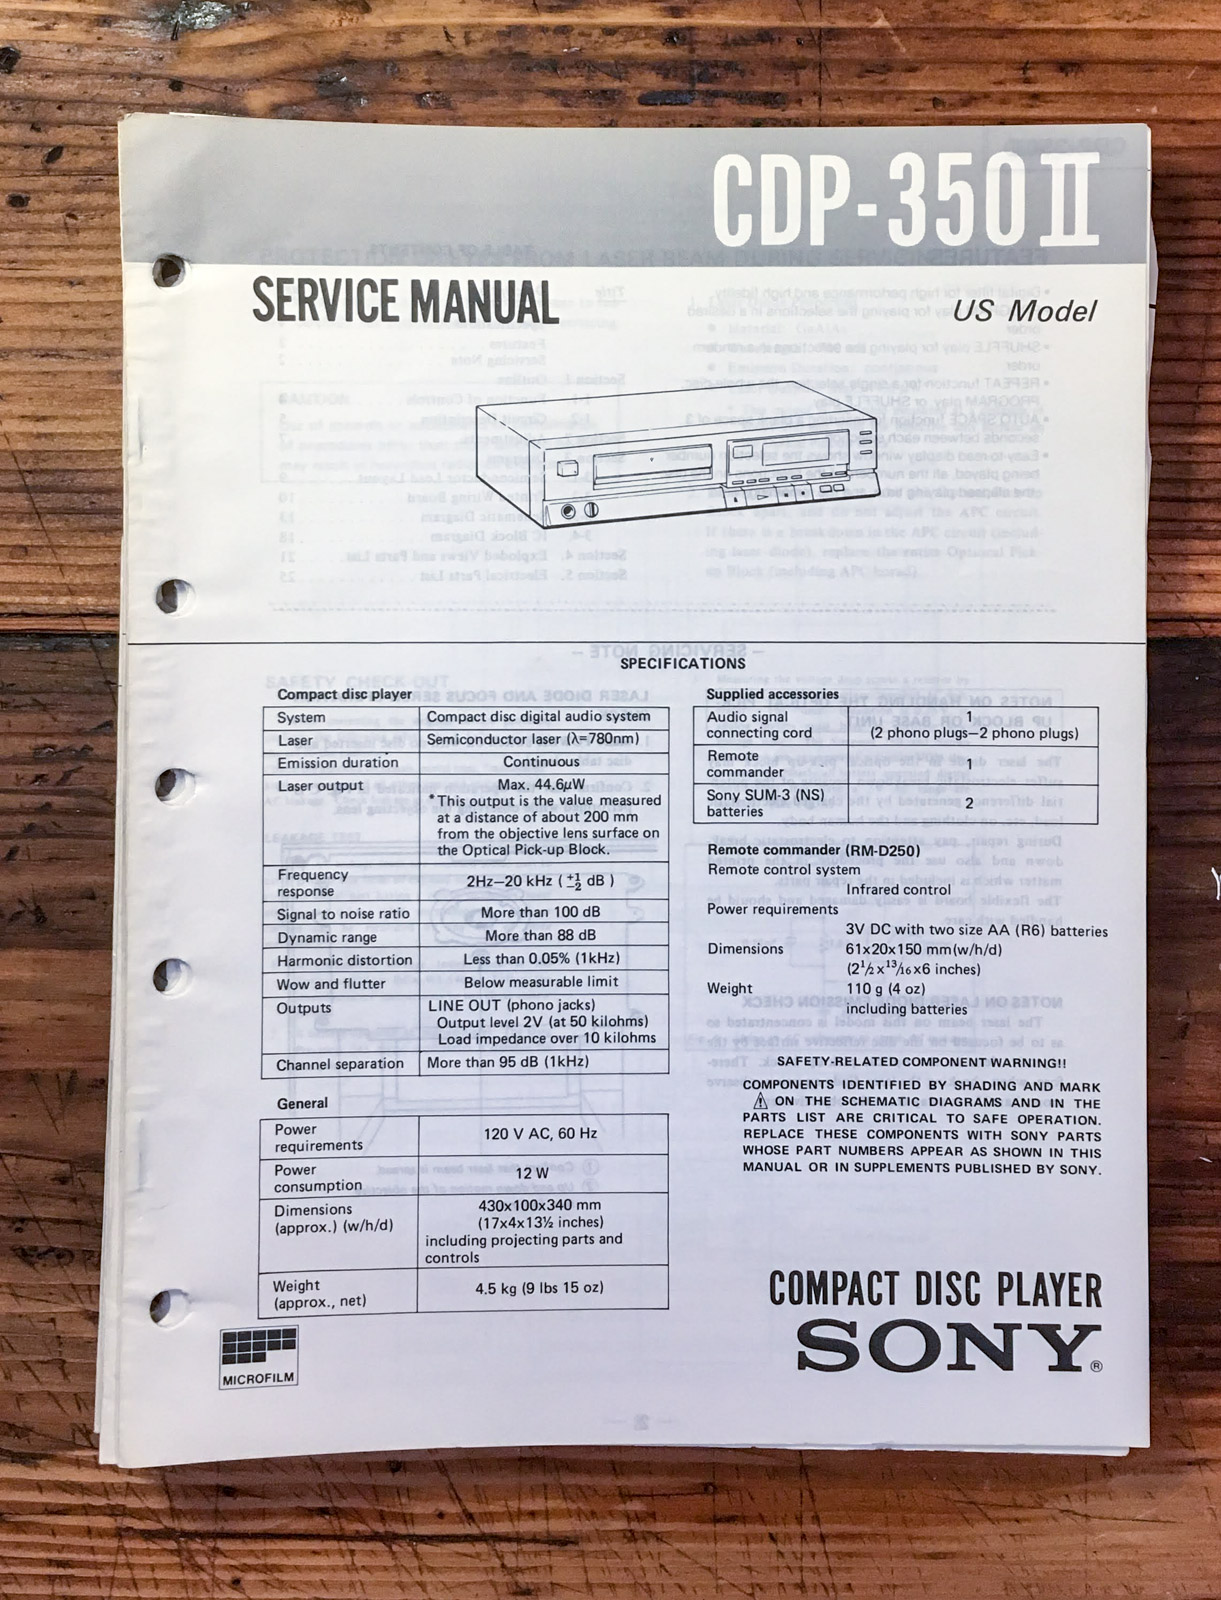 CDP-350 II
SERVICE MANUAL
US Model
SPECIFICATIONS
Compact disc player
System Compact disc digital audio system
Laser Semiconductor laser (λ=780nm)
Emission duration Continuous
Laser output Max. 44.6μW
*This output is the value measured
at a distance of about 200 mm
from the objective lens surface on
the Optical Pick-up Block.
Frequency
response
2Hz—20 kHz ( +1 -2 dB )
Signal to noise ratio More than 100 dB
Dynamic range More than 88 dB
Harmonic distortion Less than 0.05% (1kHz)
Wow and flutter Below measurable limit
Outputs LINE OUT (phono jacks)
Output level 2V (at 50 kilohms)
Load impedance over 10 kilohms
Channel separation More than 95 dB (1kHz)
General
Power
requirements
120 V AC, 60 Hz
Power
consumption
12 W
Dimensions
(approx.) (w/h/d)
430x100x340 mm
(17x4x13½ inches)
including projecting parts and
controls
Weight
(approx., net)
4.5 kg (9 lbs 15 oz)
MICROFILM
Supplied accessories
Audio signal
connecting cord
1
(2 phono plugs—2 phono plugs)
Remote
commander
1
Sony SUM-3 (NS)
batteries
2
Remote commander (RM-D250)
Remote control system
Infrared control
Power requirements
3V DC with two size AA (R6) batteries
Dimensions 61x20x150 mm(w/h/d)
(2 1/2 x 13/16 x6 inches)
Weight 110 g (4 oz)
including batteries
SAFETY-RELATED COMPONENT WARNING!!
COMPONENTS IDENTIFIED BY SHADING AND MARK
⚠ ON THE SCHEMATIC DIAGRAMS AND IN THE
PARTS LIST ARE CRITICAL TO SAFE OPERATION.
REPLACE THESE COMPONENTS WITH SONY PARTS
WHOSE PART NUMBERS APPEAR AS SHOWN IN THIS
MANUAL OR IN SUPPLEMENTS PUBLISHED BY SONY.
COMPACT DISC PLAYER
SONY®